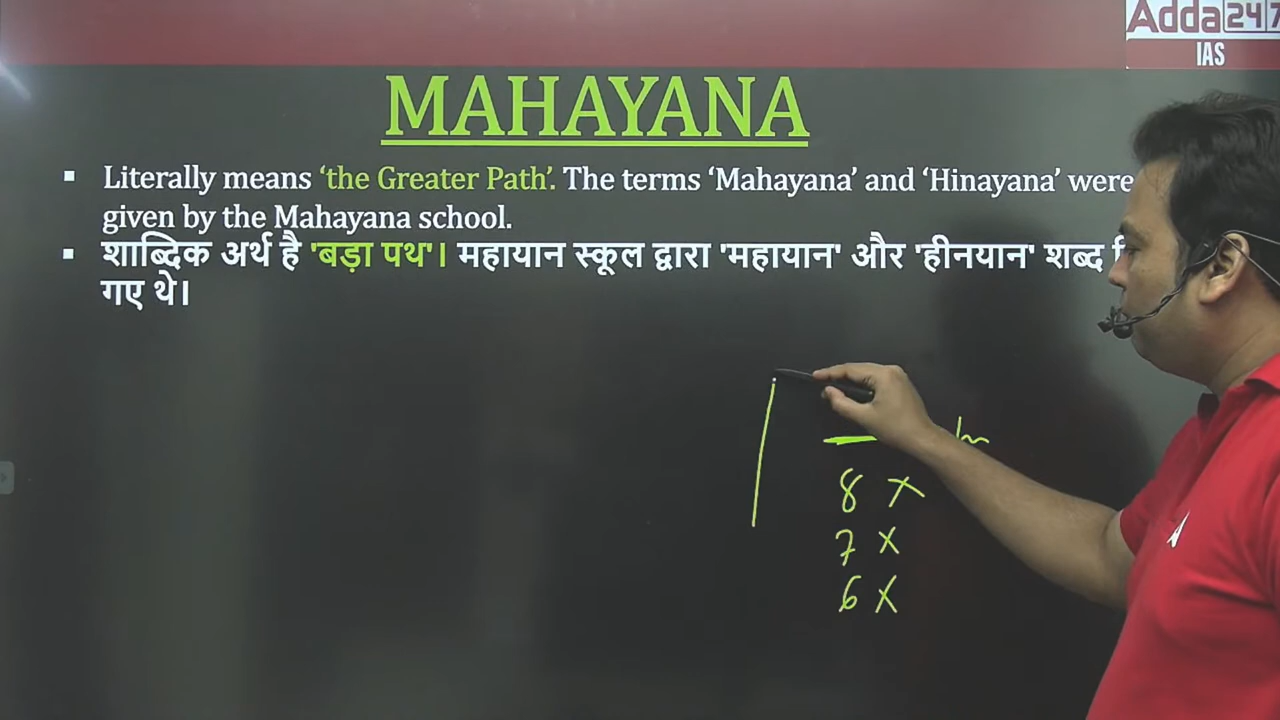 Adda247
IAS
MAHAYANA
▪ Literally means ‘the Greater Path’. The terms ‘Mahayana’ and ‘Hinayana’ were
given by the Mahayana school.
▪ शाब्दिक अर्थ है 'बड़ा पथ'। महायान स्कूल द्वारा 'महायान' और 'हीनयान' शब्द
गए थे।
8 ×
7 ×
6 ×